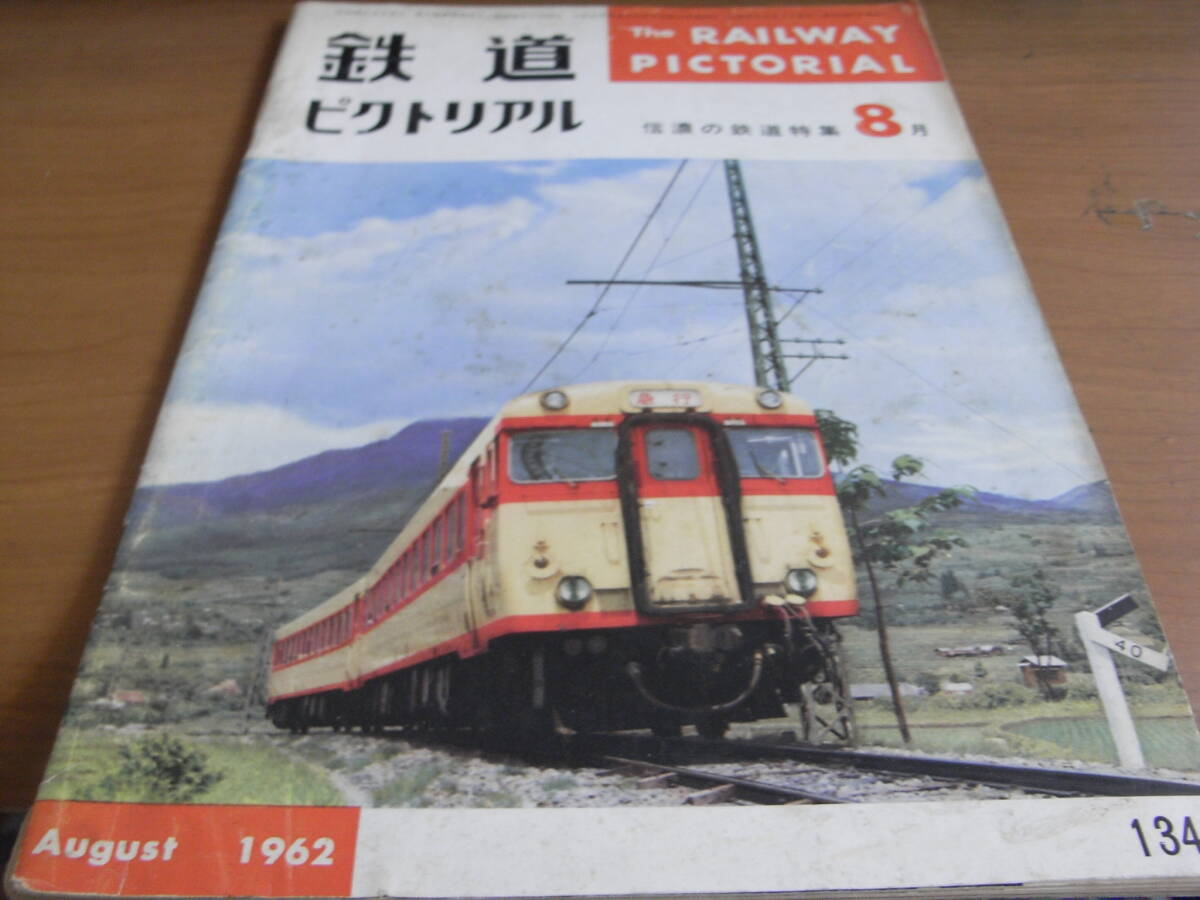 鉄道
ピクトリアル
The RAILWAY
PICTORIAL
信濃の鉄道特集 8月
急行
40
August 1962
134